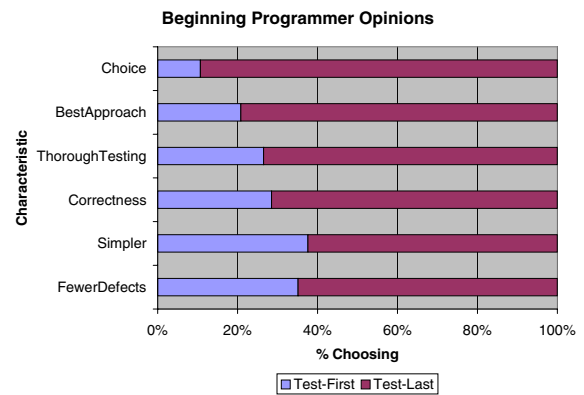 Beginning Programmer Opinions
Choice
BestApproach
ThoroughTesting
Correctness
Simpler
FewerDefects
Characteristic
0% 20% 40% 60% 80% 100%
% Choosing
Test-First Test-Last